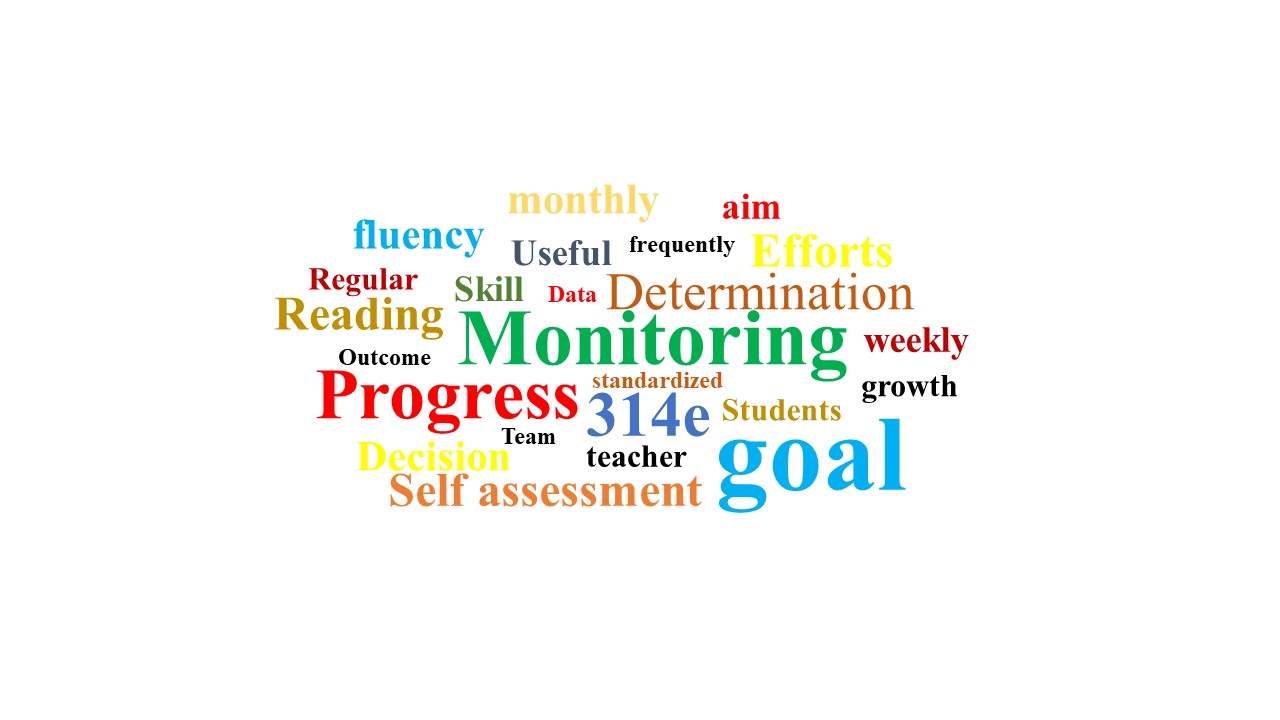 monthly
aim
fluency
Useful
frequently
Efforts
Regular
Skill
Data
Determination
Reading
Monitoring
weekly
Outcome
Progress
standardized
growth
314e
Students
Team
Decision
teacher
goal
Self assessment